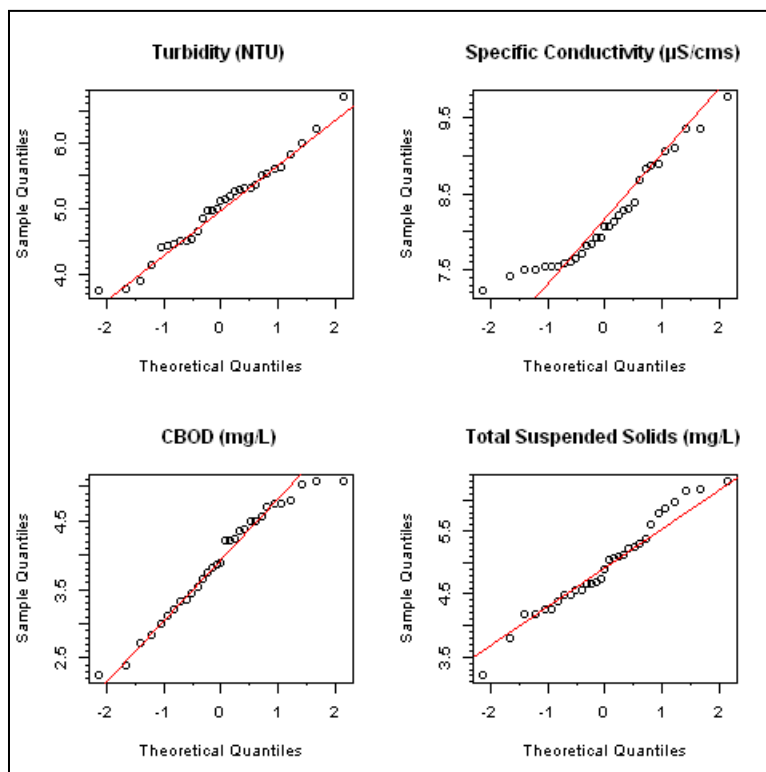 Turbidity (NTU)
Sample Quantiles
4.0 5.0 6.0
-2 -1 0 1 2
Theoretical Quantiles
Specific Conductivity (µS/cms)
Sample Quantiles
7.5 8.5 9.5
-2 -1 0 1 2
Theoretical Quantiles
CBOD (mg/L)
Sample Quantiles
2.5 3.5 4.5
-2 -1 0 1 2
Theoretical Quantiles
Total Suspended Solids (mg/L)
Sample Quantiles
3.5 4.5 5.5
-2 -1 0 1 2
Theoretical Quantiles